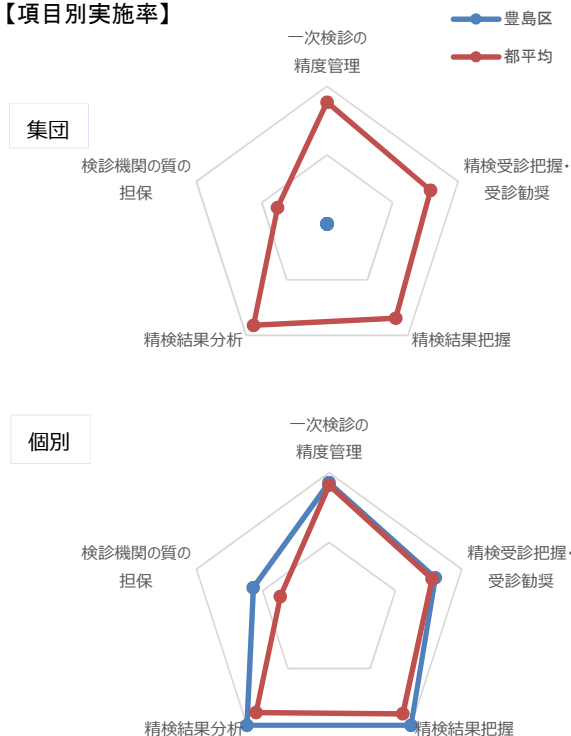 【項目別実施率】
豊島区
都平均
集団
一次検診の
精度管理
精検受診把握・
受診勧奨
精検結果把握
精検結果分析
検診機関の質の
担保
個別
一次検診の
精度管理
精検受診把握・
受診勧奨
精検結果把握
精検結果分析
検診機関の質の
担保